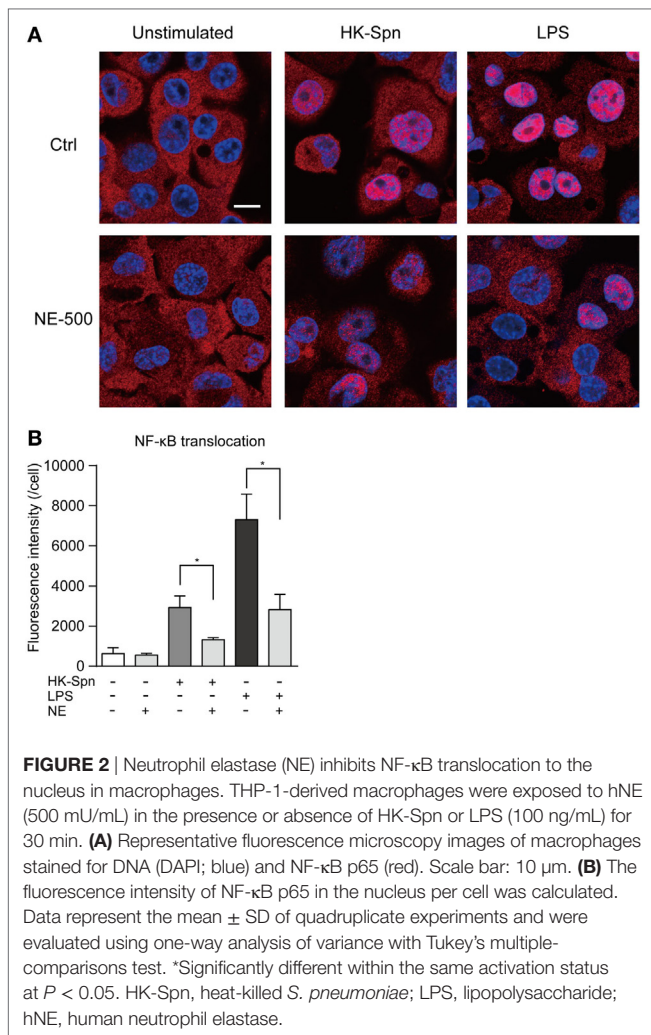 A
Unstimulated HK-Spn LPS
Ctrl
NE-500
B
NF-κB translocation
Fluorescence intensity (/cell)
10000
8000
6000
4000
2000
0
*
*
HK-Spn - - + + - -
LPS - - - - + +
NE - + - + - +
FIGURE 2 | Neutrophil elastase (NE) inhibits NF-κB translocation to the
nucleus in macrophages. THP-1-derived macrophages were exposed to hNE
(500 mU/mL) in the presence or absence of HK-Spn or LPS (100 ng/mL) for
30 min. (A) Representative fluorescence microscopy images of macrophages
stained for DNA (DAPI; blue) and NF-κB p65 (red). Scale bar: 10 μm. (B) The
fluorescence intensity of NF-κB p65 in the nucleus per cell was calculated.
Data represent the mean ± SD of quadruplicate experiments and were
evaluated using one-way analysis of variance with Tukey's multiple-
comparisons test. *Significantly different within the same activation status
at P < 0.05. HK-Spn, heat-killed S. pneumoniae; LPS, lipopolysaccharide;
hNE, human neutrophil elastase.